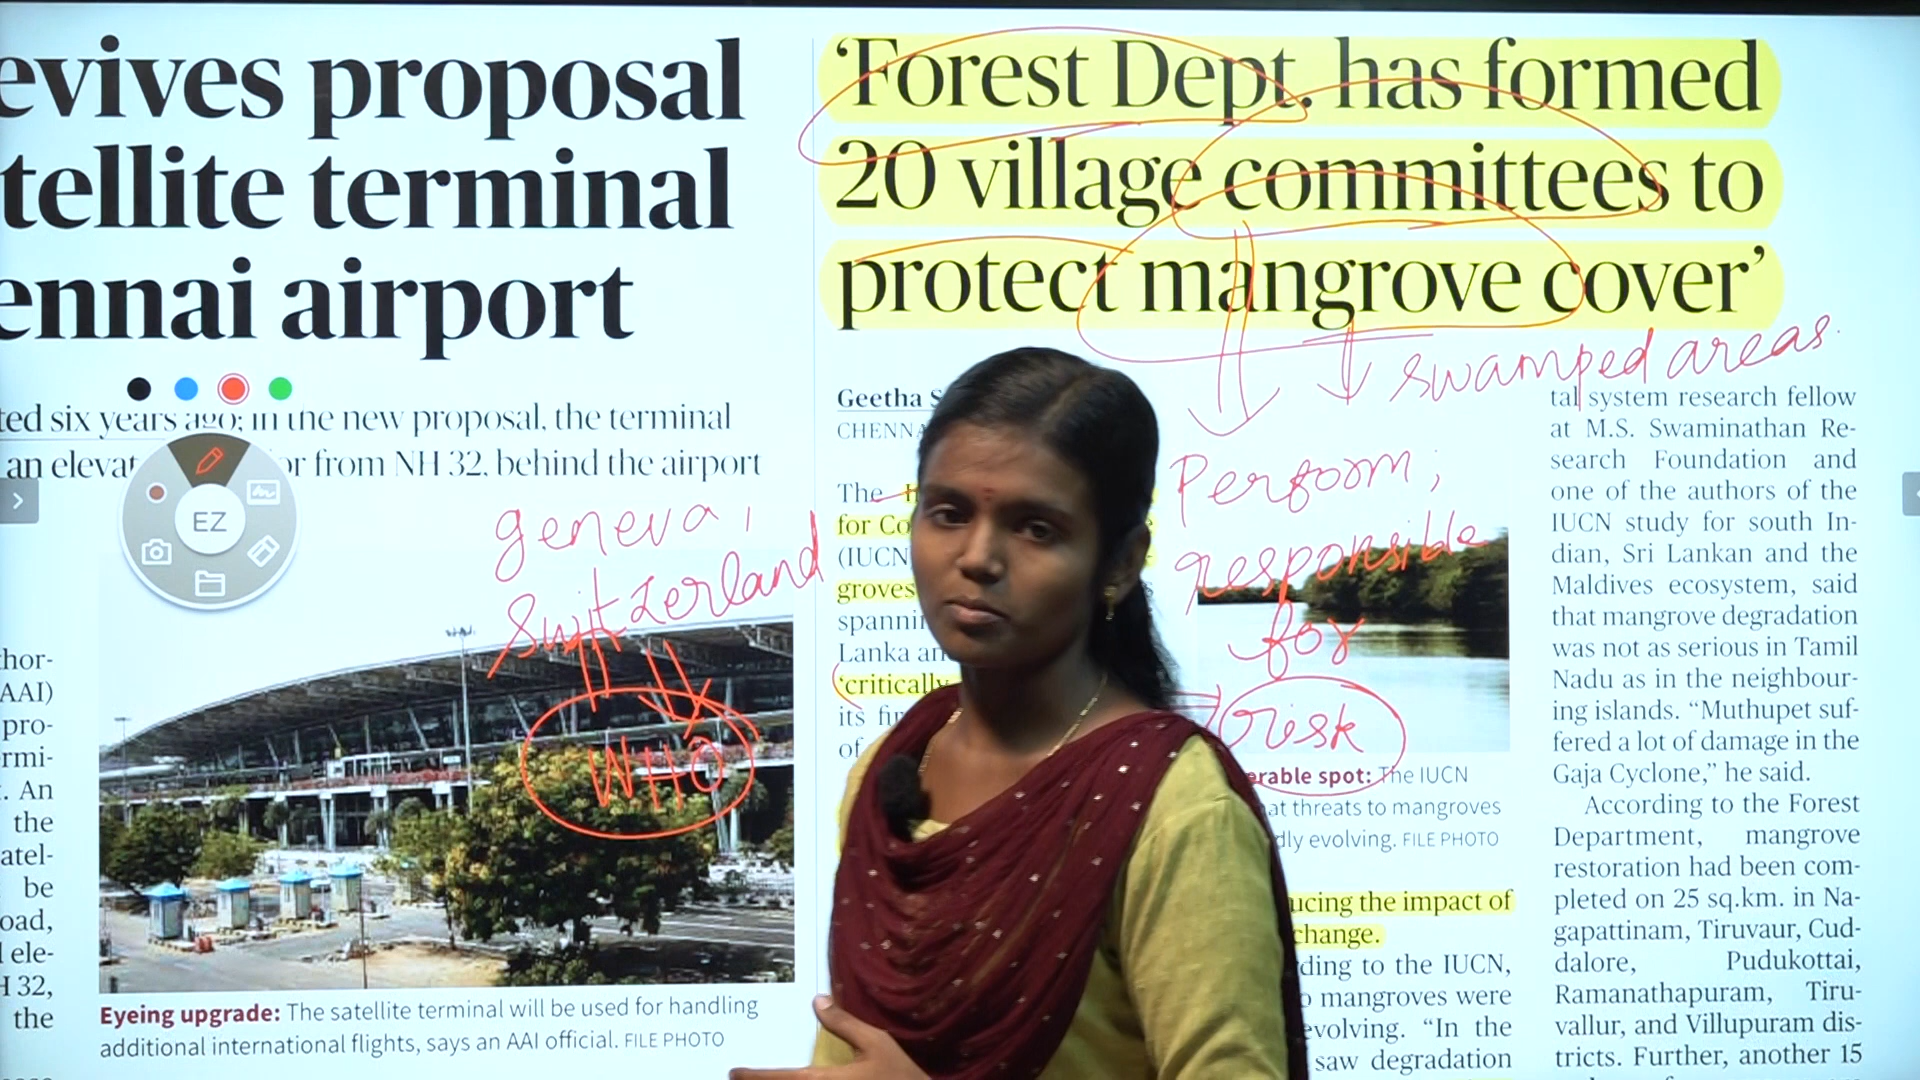 evives proposal
tellite terminal
ennai airport
ted six years ago; in the new proposal, the terminal
an elevat
or from NH 32, behind the airport
EZ
geneva,
Switzerland
WHO
thor-
AAI)
pro-
ermi-
. An
the
atel-
be
oad,
ele-
H 32,
the
Eyeing upgrade: The satellite terminal will be used for handling
additional international flights, says an AAI official. FILE PHOTO
‘Forest Dept. has formed
20 village committees to
protect mangrove cover’
swamped areas.
Perform,
responsible
for
risk
Geetha S
CHENNA
The
for Co
(IUCN
groves
spannin
Lanka an
‘critically
its fir
of
erable spot: The IUCN
at threats to mangroves
dly evolving. FILE PHOTO
ucing the impact of
change.
ding to the IUCN,
o mangroves were
evolving. “In the
saw degradation
tal system research fellow
at M.S. Swaminathan Re-
search Foundation and
one of the authors of the
IUCN study for south In-
dian, Sri Lankan and the
Maldives ecosystem, said
that mangrove degradation
was not as serious in Tamil
Nadu as in the neighbour-
ing islands. “Muthupet suf-
fered a lot of damage in the
Gaja Cyclone,” he said.
According to the Forest
Department, mangrove
restoration had been com-
pleted on 25 sq.km. in Na-
gapattinam, Tiruvaur, Cud-
dalore, Pudukottai,
Ramanathapuram, Tiru-
vallur, and Villupuram dis-
tricts. Further, another 15